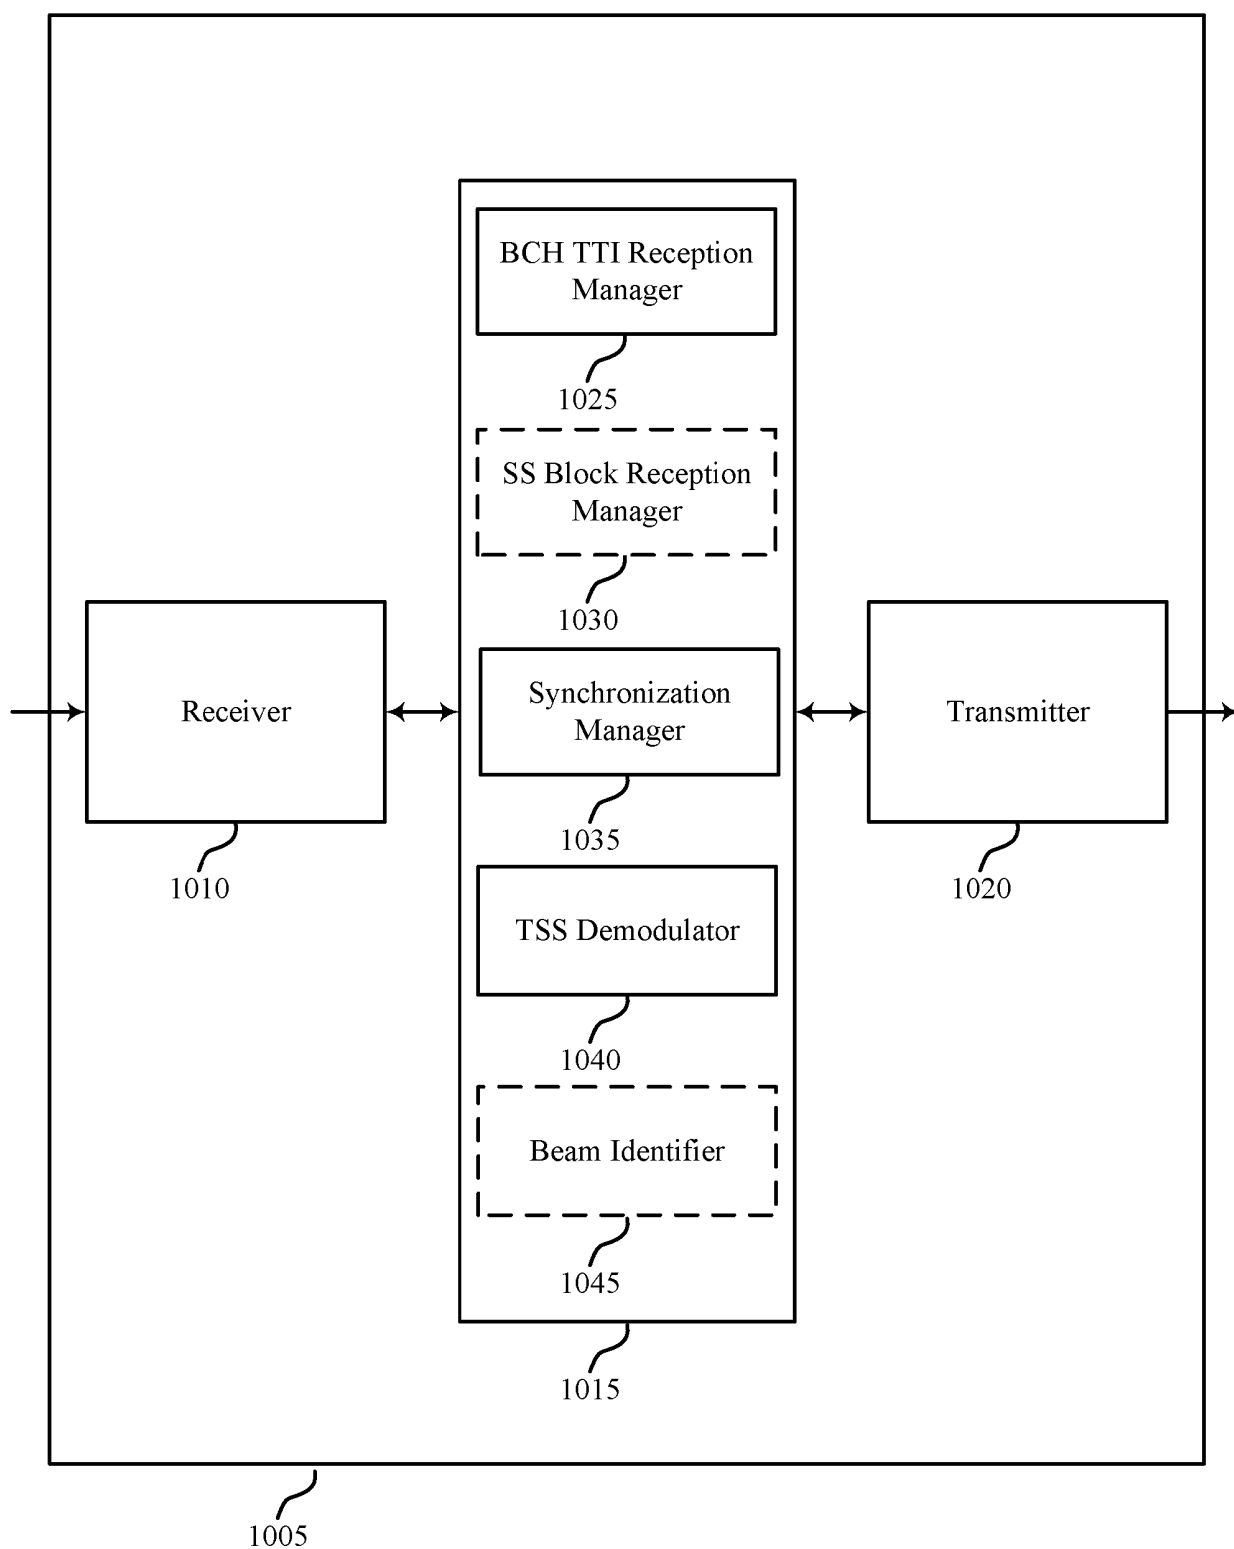 BCH TTI Reception
Manager
1025
SS Block Reception
Manager
1030
Receiver
1010
Synchronization
Manager
1035
Transmitter
1020
TSS Demodulator
1040
Beam Identifier
1045
1015
1005